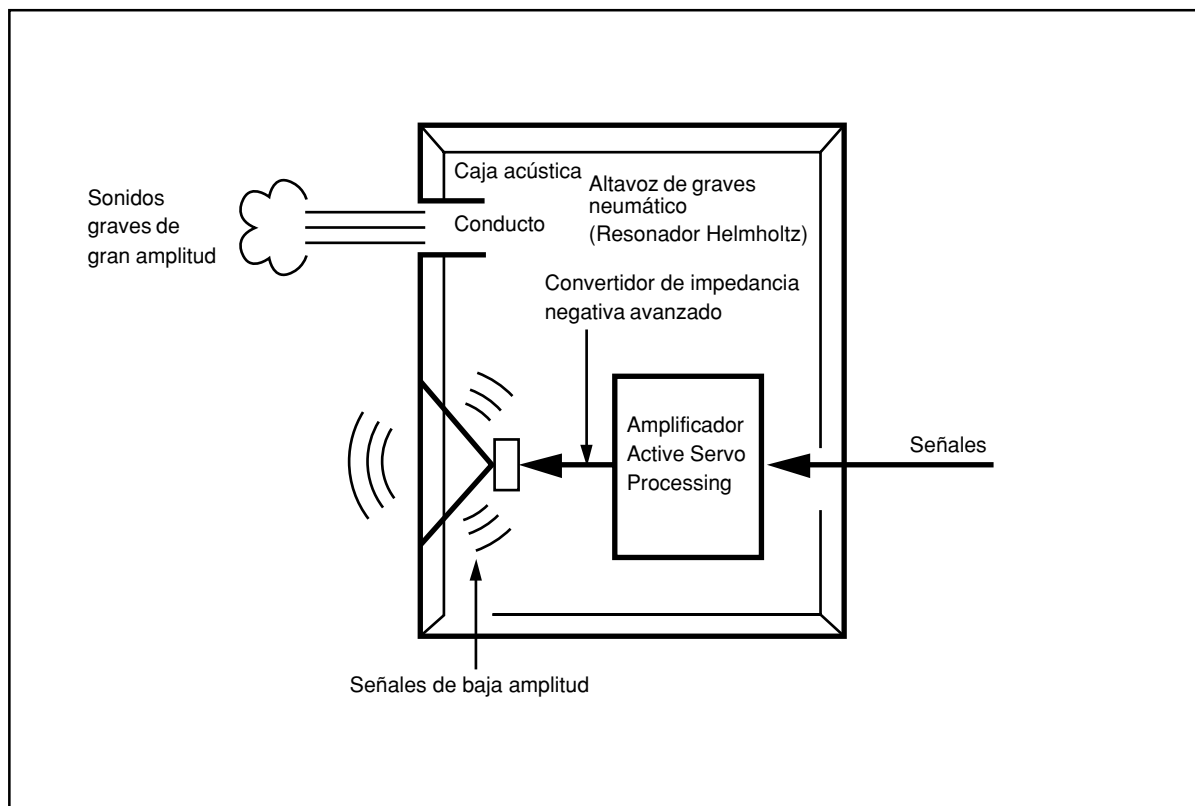 Caja acústica
Altavoz de graves
neumático
(Resonador Helmholtz)
Sonidos
graves de
gran amplitud
Conducto
Convertidor de impedancia
negativa avanzado
Amplificador
Active Servo
Processing
Señales
Señales de baja amplitud